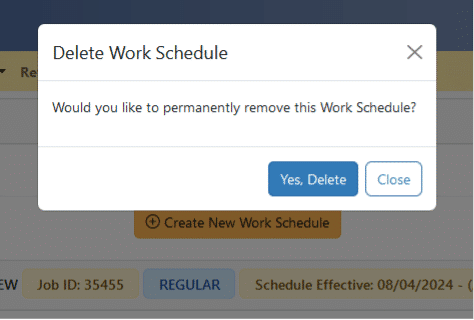 Delete Work Schedule
Re
Would you like to permanently remove this Work Schedule?
Yes, Delete
Close
Create New Work Schedule
EW Job ID: 35455 REGULAR Schedule Effective: 08/04/2024 - (